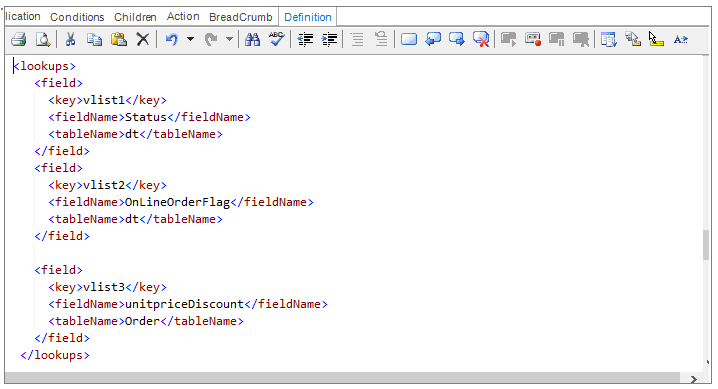 lication Conditions Children Action BreadCrumb Definition
ABC A
<lookups>
<field>
<key>vlist1</key>
<fieldName>Status</fieldName>
<tableName>dt</tableName>
</field>
<field>
<key>vlist2</key>
<fieldName>OnLineOrderFlag</fieldName>
<tableName>dt</tableName>
</field>
<field>
<key>vlist3</key>
<fieldName>unitpriceDiscount</fieldName>
<tableName>Order</tableName>
</field>
</lookups>